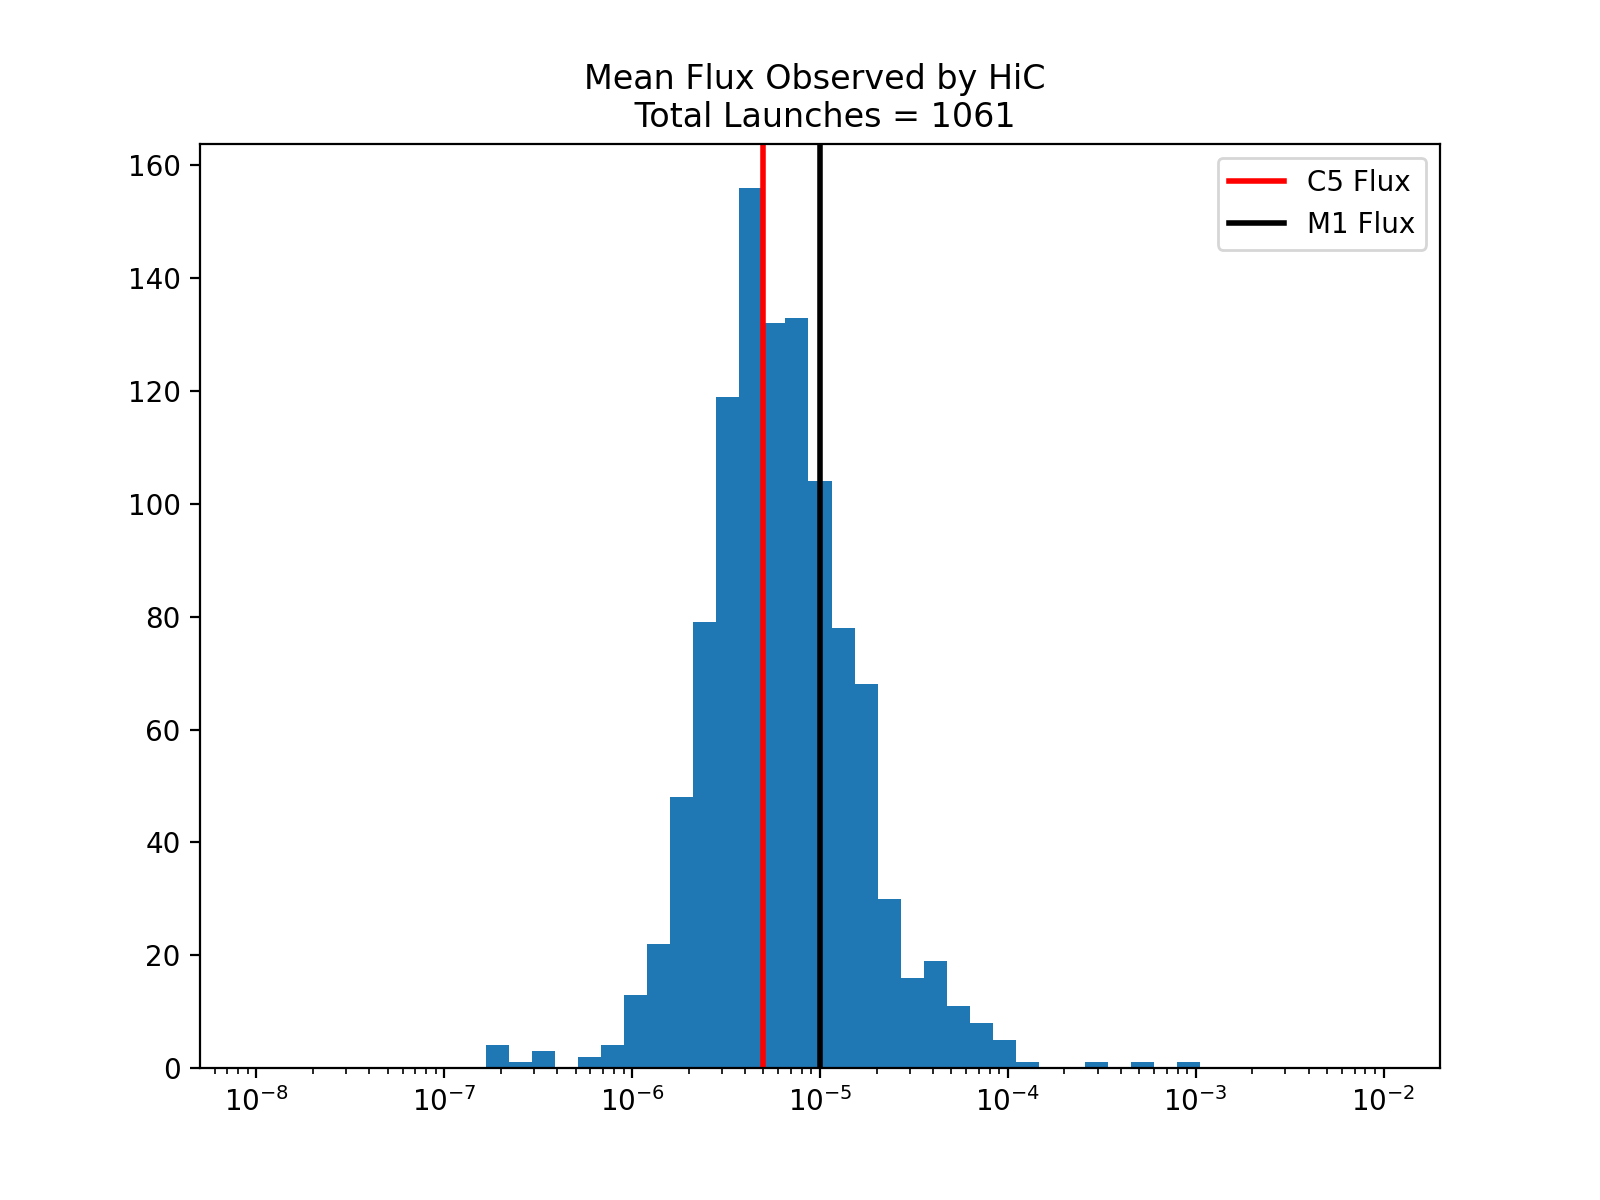 Mean Flux Observed by HiC
Total Launches = 1061
C5 Flux
M1 Flux
160
140
120
100
80
60
40
20
0
10⁻⁸ 10⁻⁷ 10⁻⁶ 10⁻⁵ 10⁻⁴ 10⁻³ 10⁻²